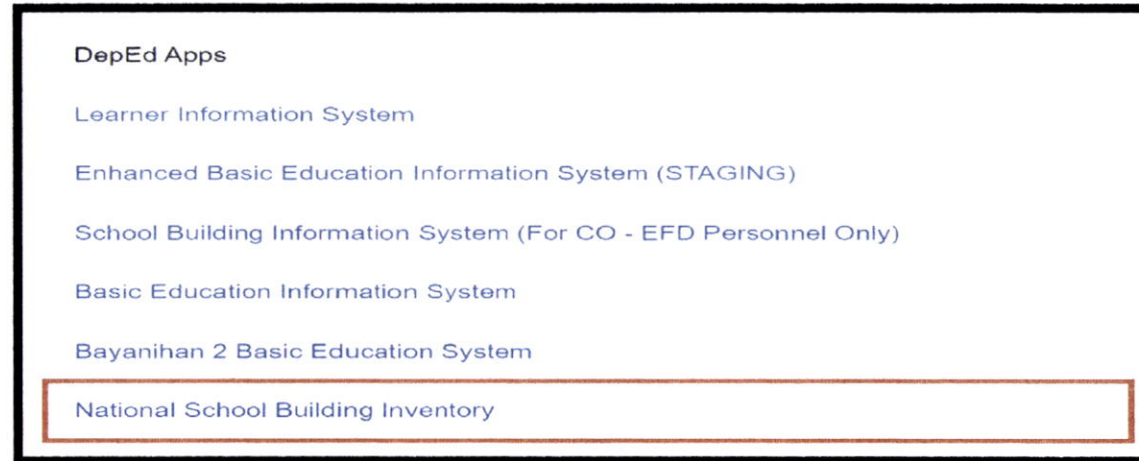 DepEd Apps
Learner Information System
Enhanced Basic Education Information System (STAGING)
School Building Information System (For CO - EFD Personnel Only)
Basic Education Information System
Bayanihan 2 Basic Education System
National School Building Inventory